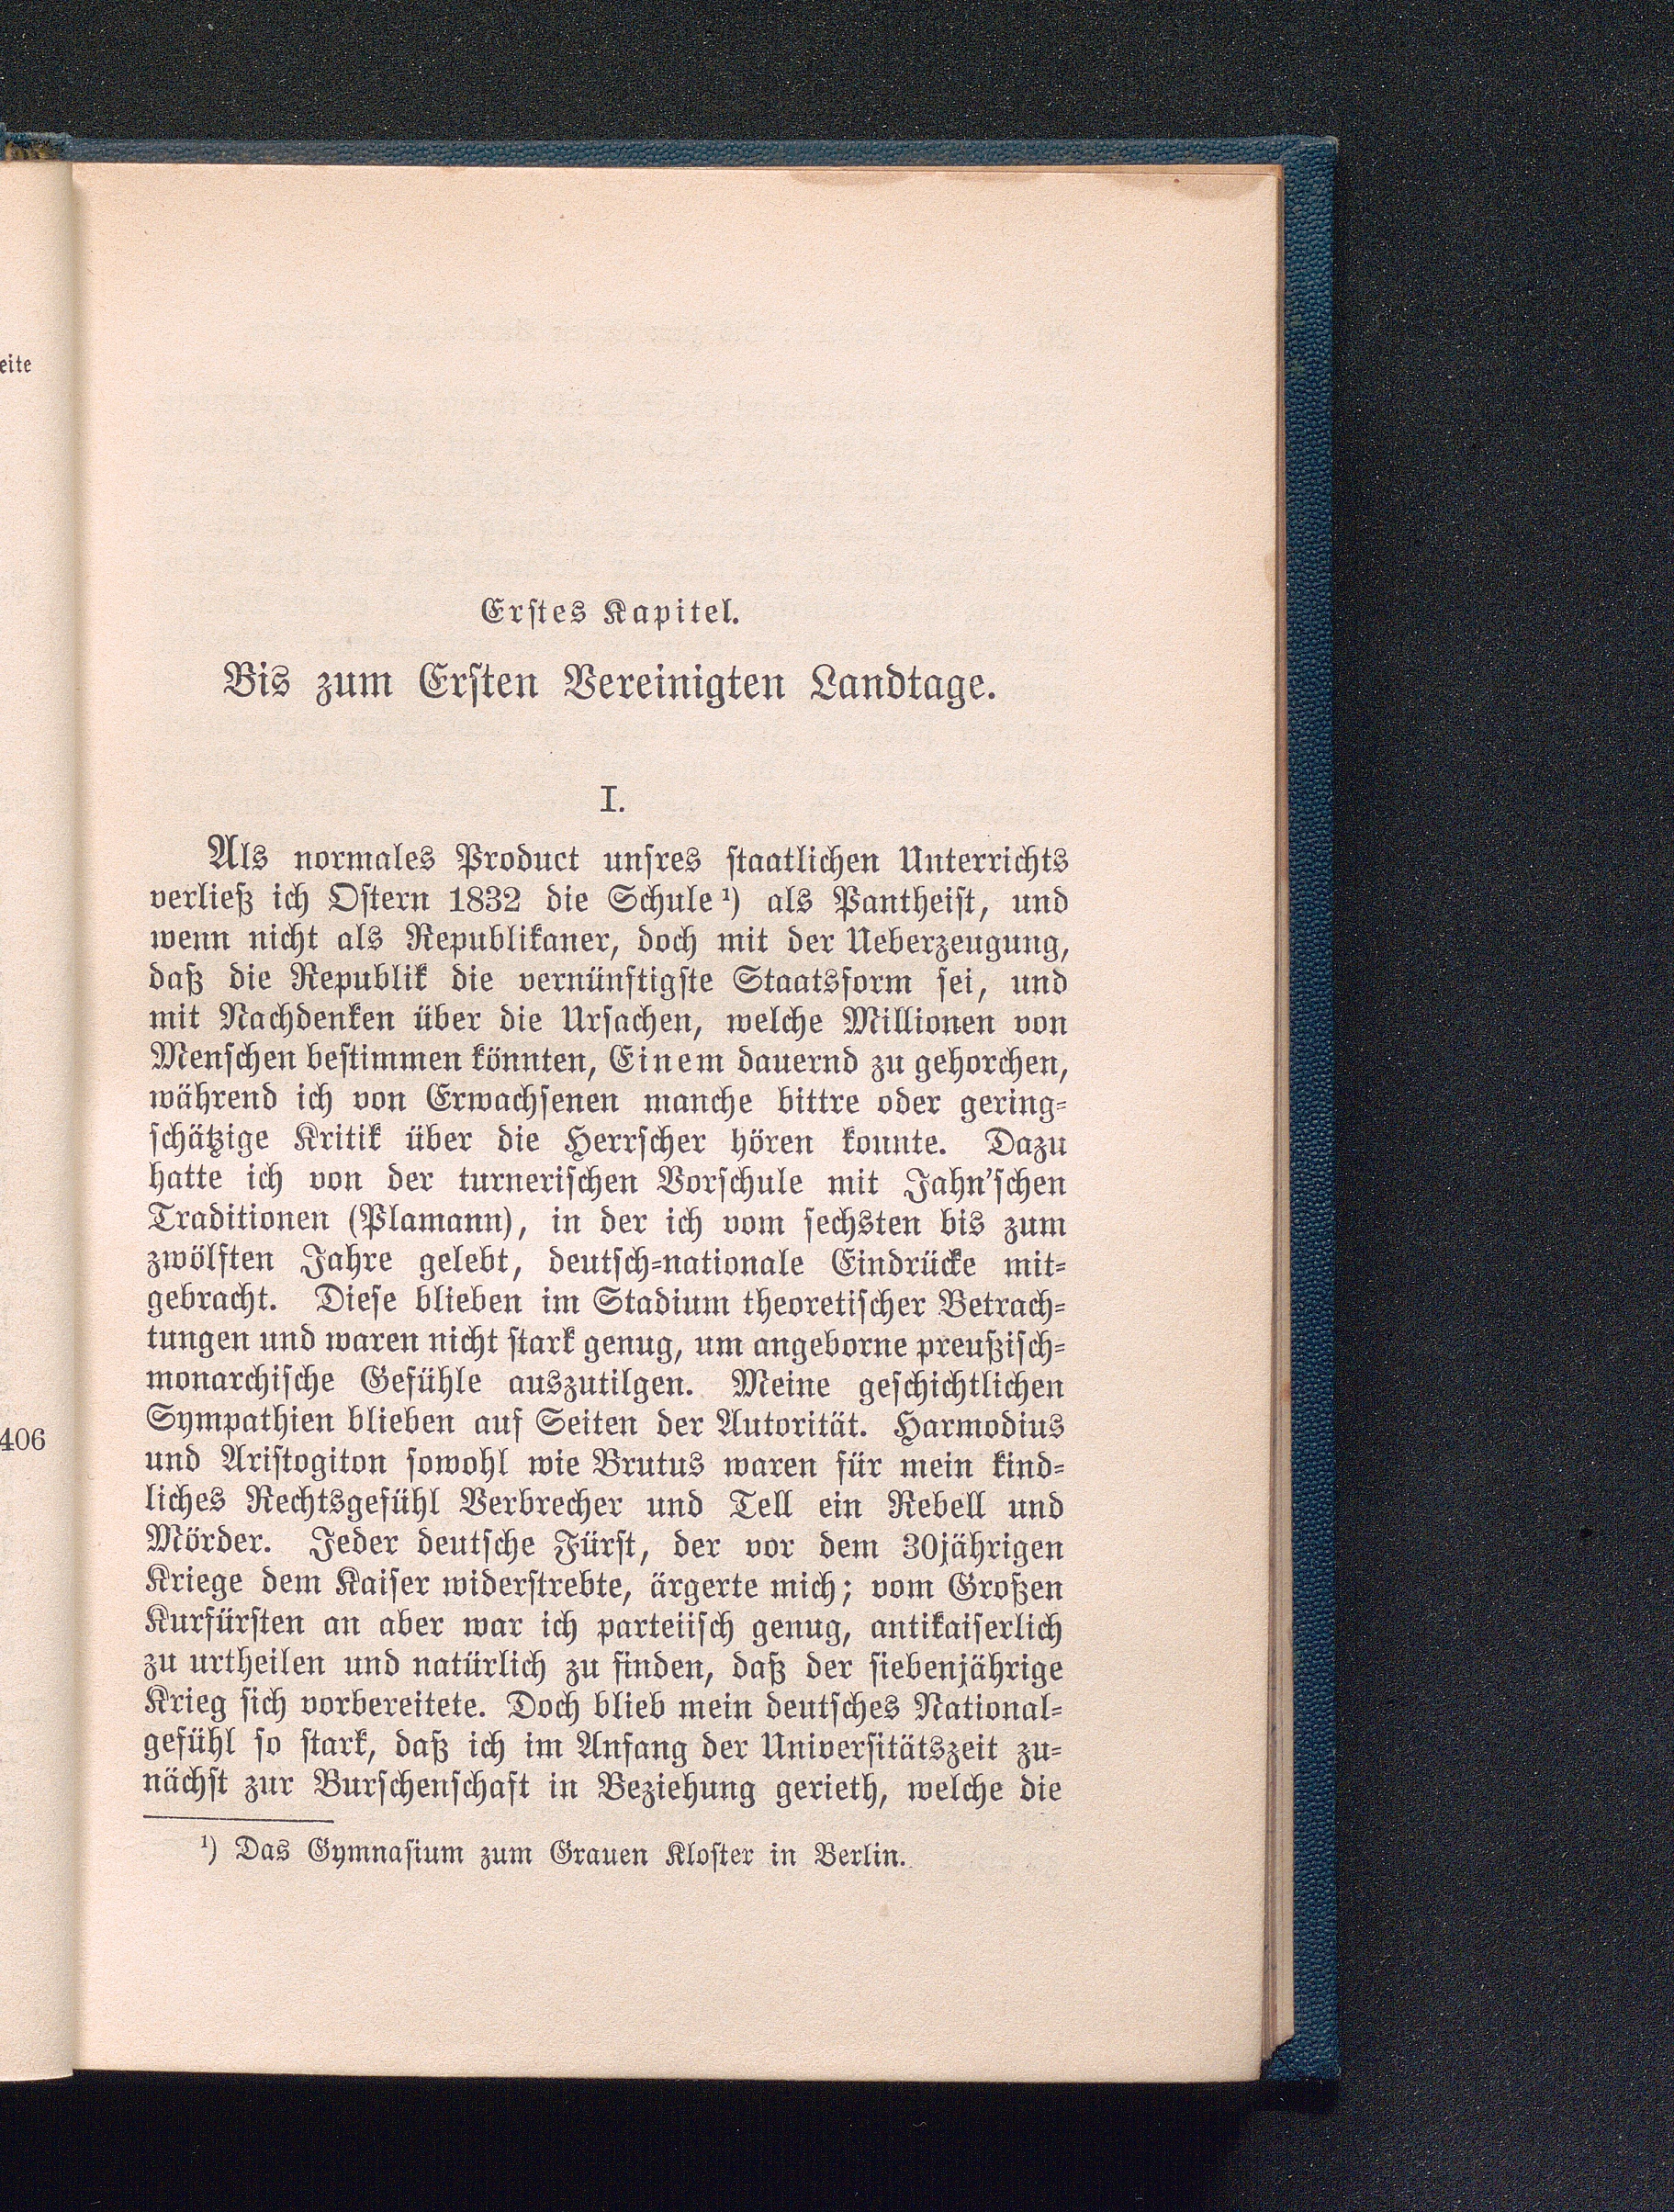 eite
406
Erstes Kapitel.
Bis zum Ersten Vereinigten Landtage.
I.
Als normales Product unsres staatlichen Unterrichts
verließ ich Ostern 1832 die Schule¹) als Pantheist, und
wenn nicht als Republikaner, doch mit der Ueberzeugung,
daß die Republik die vernünftigste Staatsform sei, und
mit Nachdenken über die Ursachen, welche Millionen von
Menschen bestimmen könnten, Einem dauernd zu gehorchen,
während ich von Erwachsenen manche bittre oder gering-
schätzige Kritik über die Herrscher hören konnte. Dazu
hatte ich von der turnerischen Vorschule mit Jahn'schen
Traditionen (Plamann), in der ich vom sechsten bis zum
zwölften Jahre gelebt, deutsch-nationale Eindrücke mit-
gebracht. Diese blieben im Stadium theoretischer Betrach-
tungen und waren nicht stark genug, um angeborne preußisch-
monarchische Gefühle auszutilgen. Meine geschichtlichen
Sympathien blieben auf Seiten der Autorität. Harmodius
und Aristogiton sowohl wie Brutus waren für mein kind-
liches Rechtsgefühl Verbrecher und Tell ein Rebell und
Mörder. Jeder deutsche Fürst, der vor dem 30jährigen
Kriege dem Kaiser widerstrebte, ärgerte mich; vom Großen
Kurfürsten an aber war ich parteiisch genug, antikaiserlich
zu urtheilen und natürlich zu finden, daß der siebenjährige
Krieg sich vorbereitete. Doch blieb mein deutsches National-
gefühl so stark, daß ich im Anfang der Universitätszeit zu-
nächst zur Burschenschaft in Beziehung gerieth, welche die
¹) Das Gymnasium zum Grauen Kloster in Berlin.